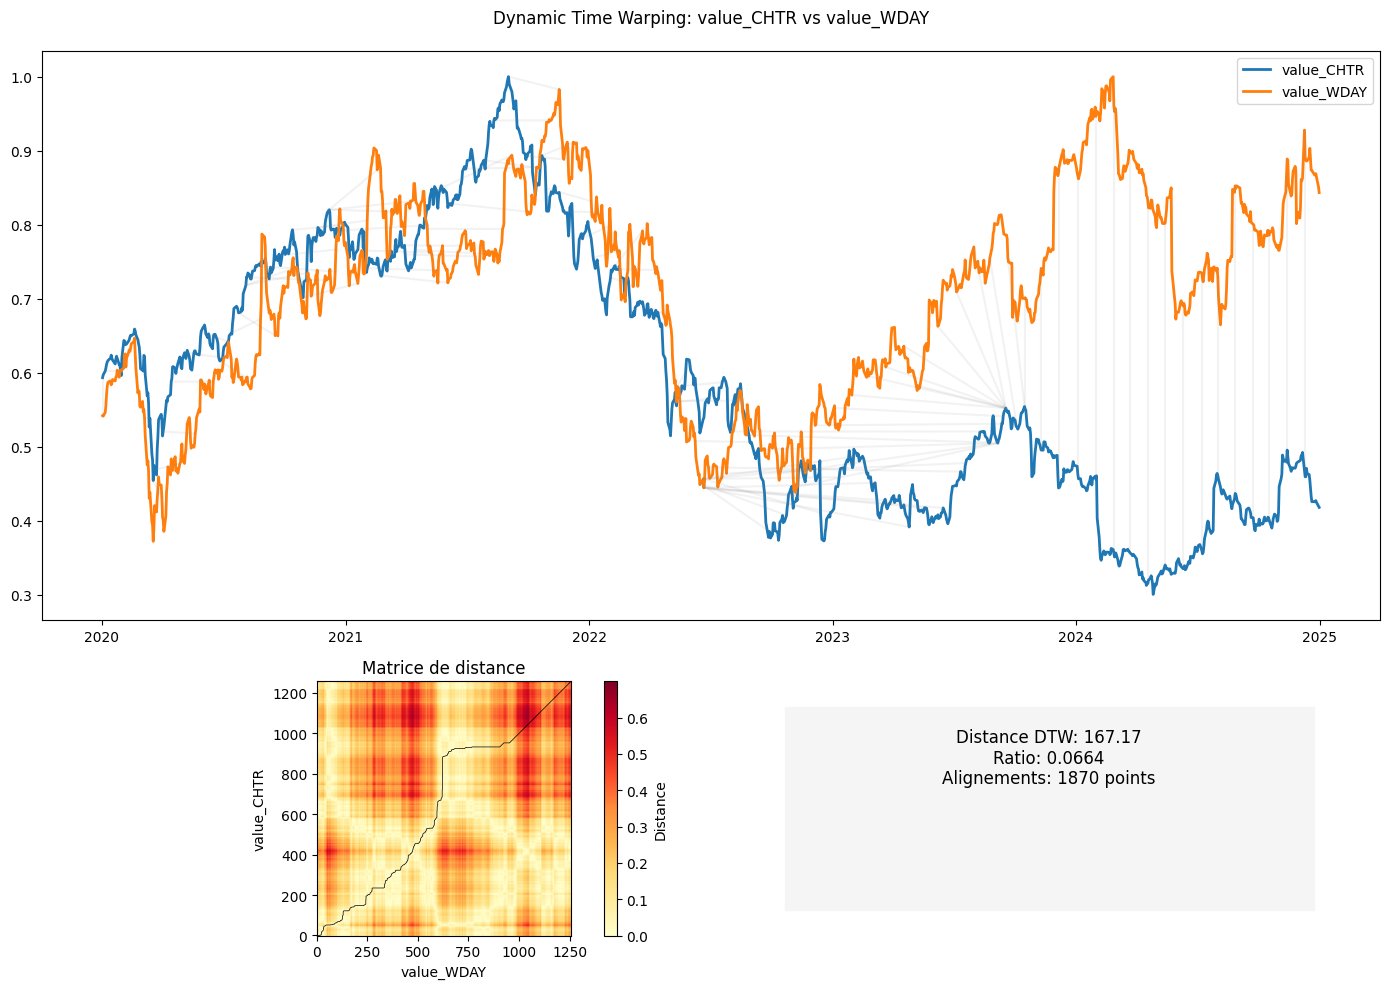 Dynamic Time Warping: value_CHTR vs value_WDAY
value_CHTR
value_WDAY
1.0
0.9
0.8
0.7
0.6
0.5
0.4
0.3
2020 2021 2022 2023 2024 2025
Matrice de distance
value_CHTR
1200
1000
800
600
400
200
0
0 250 500 750 1000 1250
value_WDAY
0.6
0.5
0.4
0.3
0.2
0.1
0.0
Distance
Distance DTW: 167.17
Ratio: 0.0664
Alignements: 1870 points